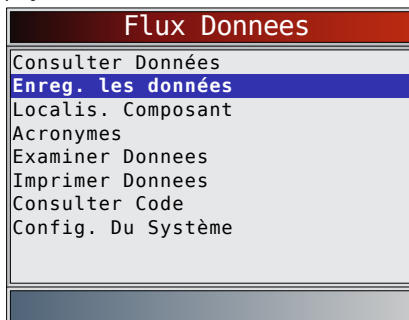 Flux Donnees
Consulter Données
Enreg. les données
Localis. Composant
Acronymes
Examiner Donnees
Imprimer Donnees
Consulter Code
Config. Du Système